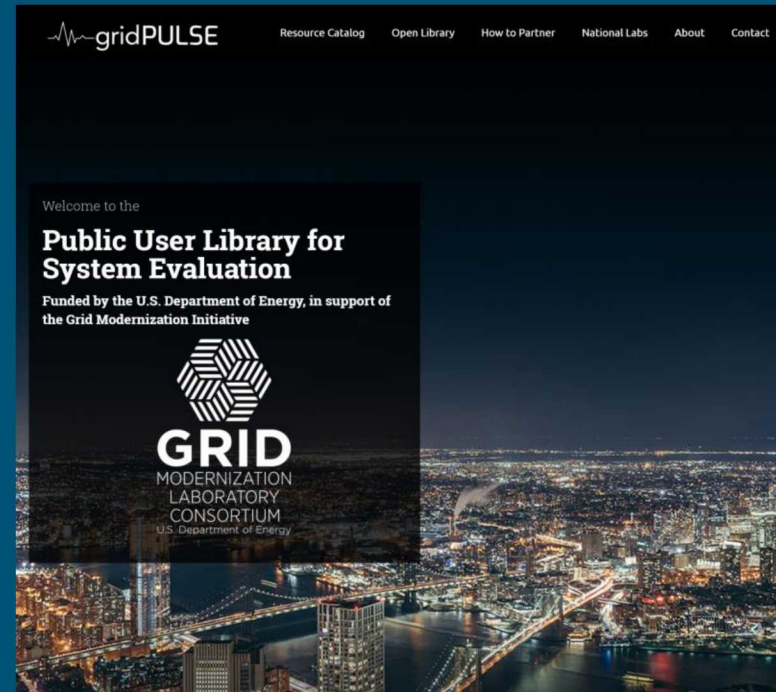 gridPULSE
Resource Catalog
Open Library
How to Partner
National Labs
About
Contact
Welcome to the
Public User Library for
System Evaluation
Funded by the U.S. Department of Energy, in support of
the Grid Modernization Initiative
GRID
MODERNIZATION
LABORATORY
CONSORTIUM
U.S. Department of Energy